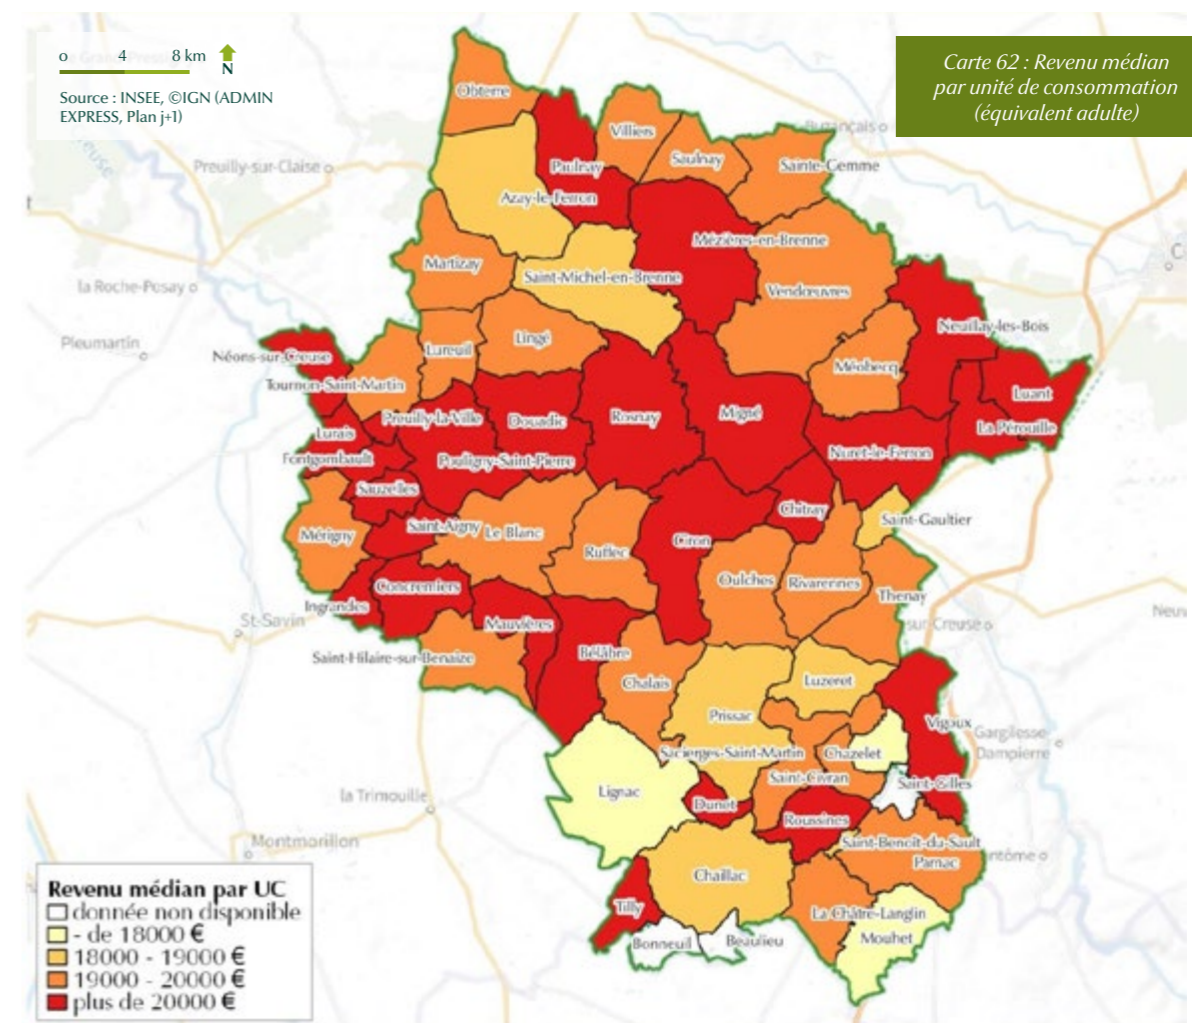 o 4 8 km
N
Source : INSEE, ©IGN (ADMIN
EXPRESS, Plan j+1)
Carte 62 : Revenu médian
par unité de consommation
(équivalent adulte)
Obterre
Villiers
Preuilly-sur-Claise
Paulnay
Saulnay
Sainte-Gemme
Azay-le-Ferron
Mézières-en-Brenne
Martizay
Saint-Michel-en-Brenne
la Roche-Posay
Vendœuvres
Neuillay-les-Bois
Pleumartin
Lingé
Lureuil
Néons-sur-Creuse
Méobecq
Tournon-Saint-Martin
Luant
Preuilly-la-Ville
Douadic
Rosnay
Migné
La Pérouille
Lurais
Fontgombault
Pouligny-Saint-Pierre
Nuret-le-Ferron
Sauzelles
Chitray
Saint-Gaultier
Saint-Aigny
Le Blanc
Mérigny
Ciron
Ruffec
Oulches
Rivarennes
Concremiers
Thenay
Ingrandes
St-Savin
Mauvières
sur-Creuse
Bélâbre
Saint-Hilaire-sur-Benaize
Chalais
Luzeret
Prissac
Vigoux
Gargilesse-
Dampierre
Sacierges-Saint-Martin
Chazelet
Saint-Civran
Saint-Gilles
Lignac
la Trimouille
Dunet
Roussines
Montmorillon
Saint-Benoît-du-Sault
Parnac
Chaillac
Tilly
La Châtre-Langlin
Mouhet
Bonneuil
Beaulieu
Revenu médian par UC
donnée non disponible
- de 18000 €
18000 - 19000 €
19000 - 20000 €
plus de 20000 €